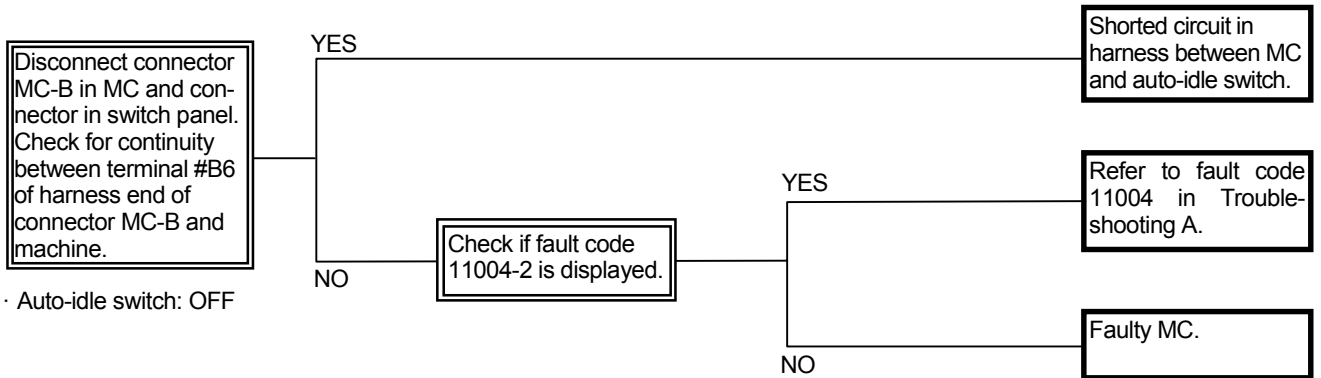 Disconnect connector
MC-B in MC and con-
nector in switch panel.
Check for continuity
between terminal #B6
of harness end of
connector MC-B and
machine.
· Auto-idle switch: OFF
YES
NO
Check if fault code
11004-2 is displayed.
YES
NO
Shorted circuit in
harness between MC
and auto-idle switch.
Refer to fault code
11004 in Trouble-
shooting A.
Faulty MC.